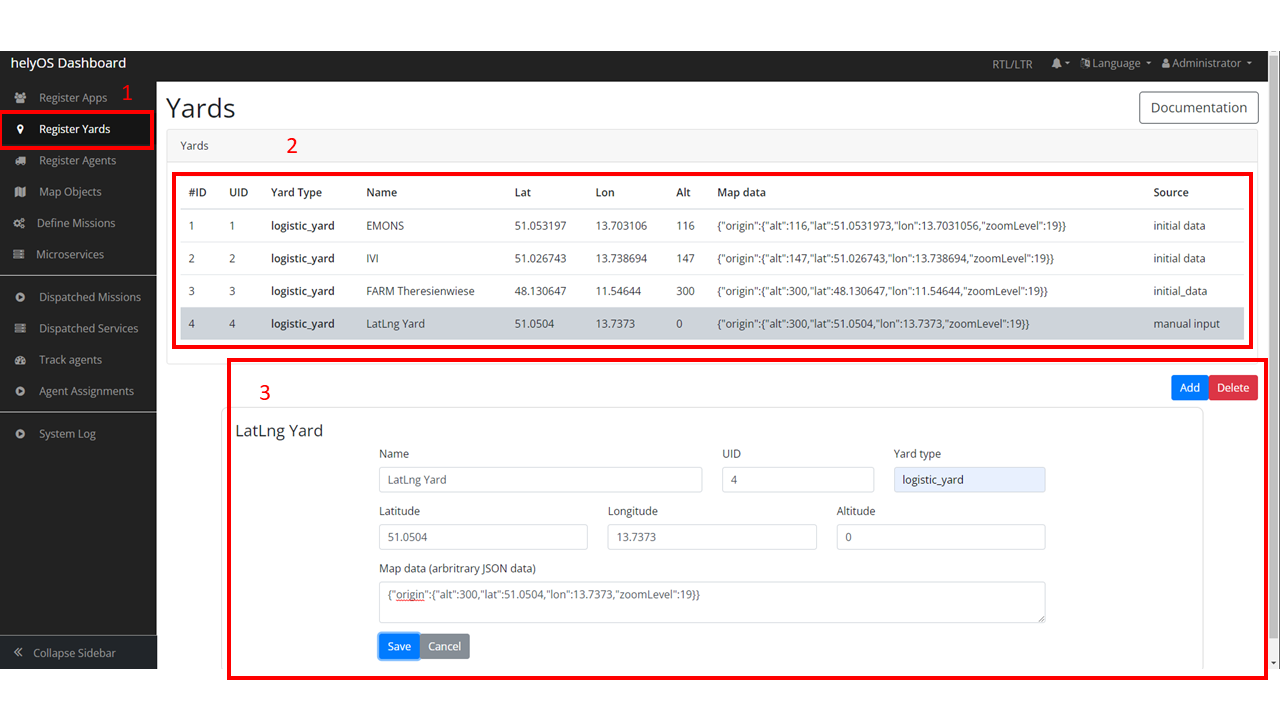 helyOS Dashboard
RTL/LTR Language Administrator
Register Apps 1
Register Yards
Register Agents
Map Objects
Define Missions
Microservices
Dispatched Missions
Dispatched Services
Track agents
Agent Assignments
System Log
Collapse Sidebar
Yards
Documentation
Yards 2
#ID UID Yard Type Name Lat Lon Alt Map data Source
1 1 logistic_yard EMONS 51.053197 13.703106 116 {"origin":{"alt":116,"lat":51.0531973,"lon":13.7031056,"zoomLevel":19}} initial data
2 2 logistic_yard IVI 51.026743 13.738694 147 {"origin":{"alt":147,"lat":51.026743,"lon":13.738694,"zoomLevel":19}} initial data
3 3 logistic_yard FARM Theresienwiese 48.130647 11.54644 300 {"origin":{"alt":300,"lat":48.130647,"lon":11.54644,"zoomLevel":19}} initial_data
4 4 logistic_yard LatLng Yard 51.0504 13.7373 0 {"origin":{"alt":300,"lat":51.0504,"lon":13.7373,"zoomLevel":19}} manual input
3
Add Delete
LatLng Yard
Name UID Yard type
LatLng Yard 4 logistic_yard
Latitude Longitude Altitude
51.0504 13.7373 0
Map data (arbritrary JSON data)
{"origin":{"alt":300,"lat":51.0504,"lon":13.7373,"zoomLevel":19}}
Save Cancel